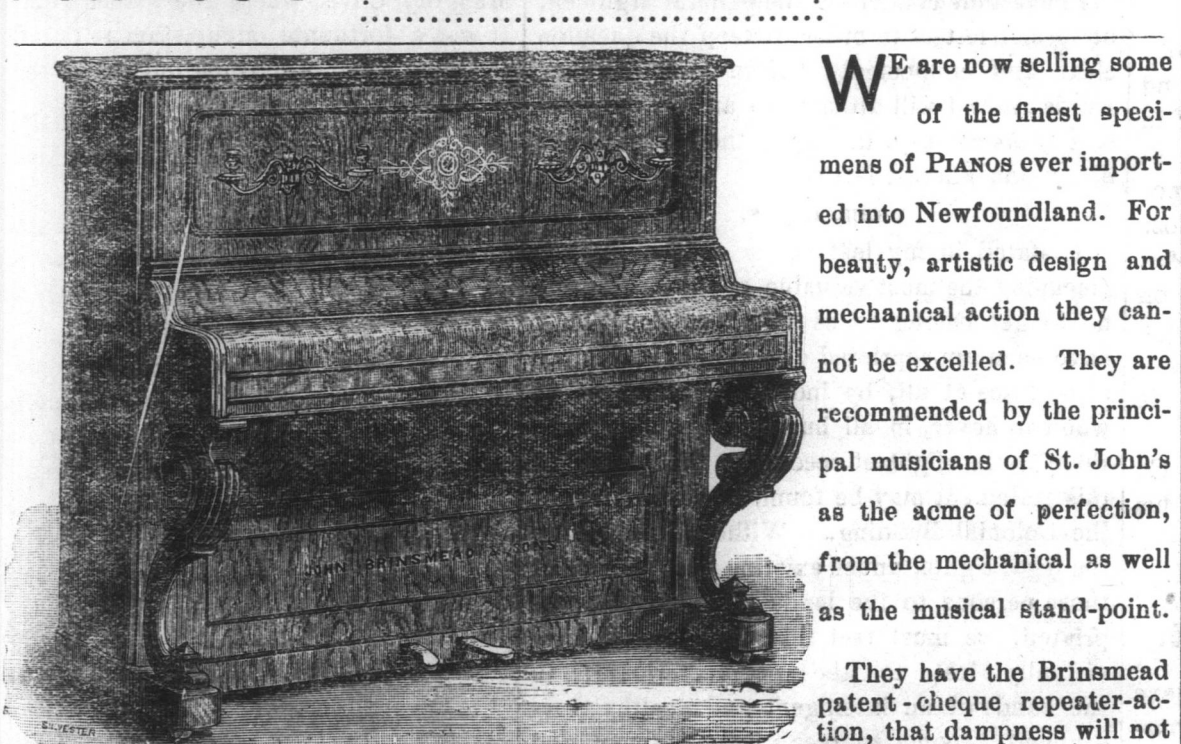 WE are now selling some
of the finest speci-
mens of PIANOS ever import-
ed into Newfoundland. For
beauty, artistic design and
mechanical action they can-
not be excelled. They are
recommended by the princi-
pal musicians of St. John's
as the acme of perfection,
from the mechanical as well
as the musical stand-point.
They have the Brinsmead
patent-cheque repeater-ac-
tion, that dampness will not
JOHN BRINSMEAD & SONS
SILVESTER